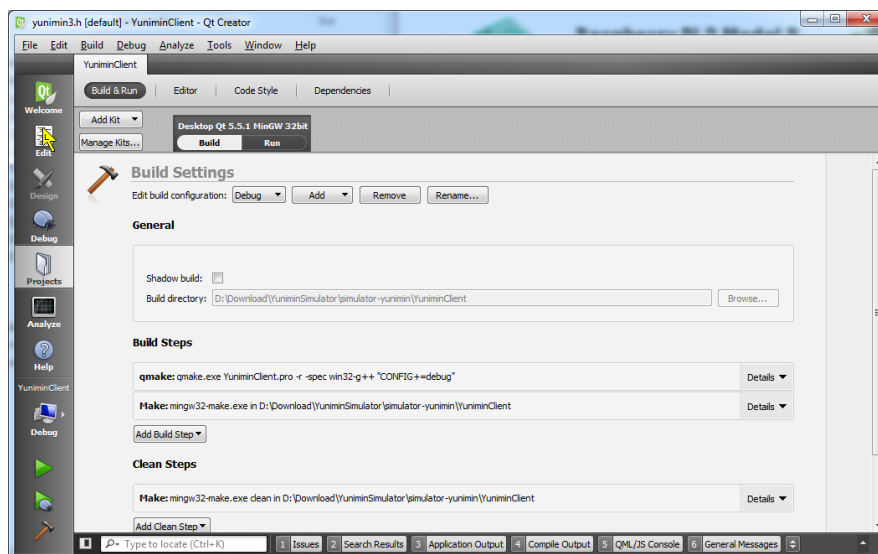 yunimin3.h [default] - YuniminClient - Qt Creator
File Edit Build Debug Analyze Tools Window Help
YuniminClient
Build & Run Editor Code Style Dependencies
Welcome
Edit
Design
Debug
Projects
Analyze
Help
YuniminClient
Debug
Add Kit
Manage Kits...
Desktop Qt 5.5.1 MinGW 32bit
Build Run
Build Settings
Edit build configuration: Debug Add Remove Rename...
General
Shadow build:
Build directory: D:\Download\YuniminSimulator\simulator-yunimin\YuniminClient Browse...
Build Steps
qmake: qmake.exe YuniminClient.pro -r -spec win32-g++ "CONFIG+=debug" Details
Make: mingw32-make.exe in D:\Download\YuniminSimulator\simulator-yunimin\YuniminClient Details
Add Build Step
Clean Steps
Make: mingw32-make.exe clean in D:\Download\YuniminSimulator\simulator-yunimin\YuniminClient Details
Add Clean Step
Type to locate (Ctrl+K) 1 Issues 2 Search Results 3 Application Output 4 Compile Output 5 QML/JS Console 6 General Messages